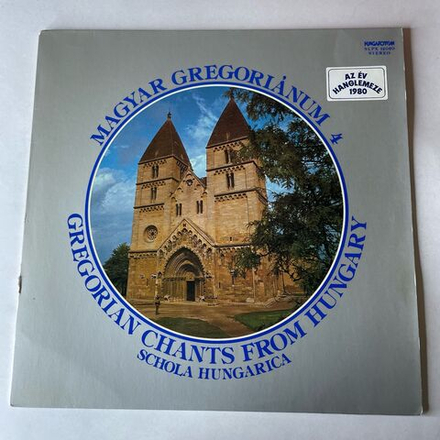 HUNGAROTON
STEREO
AZ ÉV
HANGLEMEZE
1980
MAGYAR GREGORIÁNUM 4
GREGORIAN CHANTS FROM HUNGARY
SCHOLA HUNGARICA